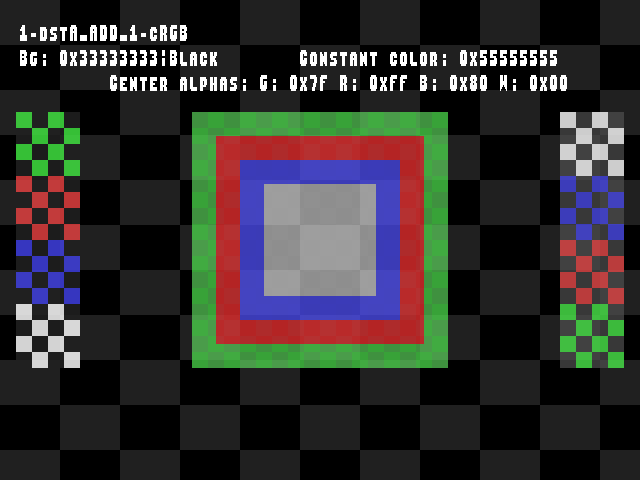 1-dstA_ADD_1-cRGB
Bg: 0x33333333;Black Constant color: 0x55555555
Center alphas: G: 0x7f R: 0xff B: 0x80 W: 0x00